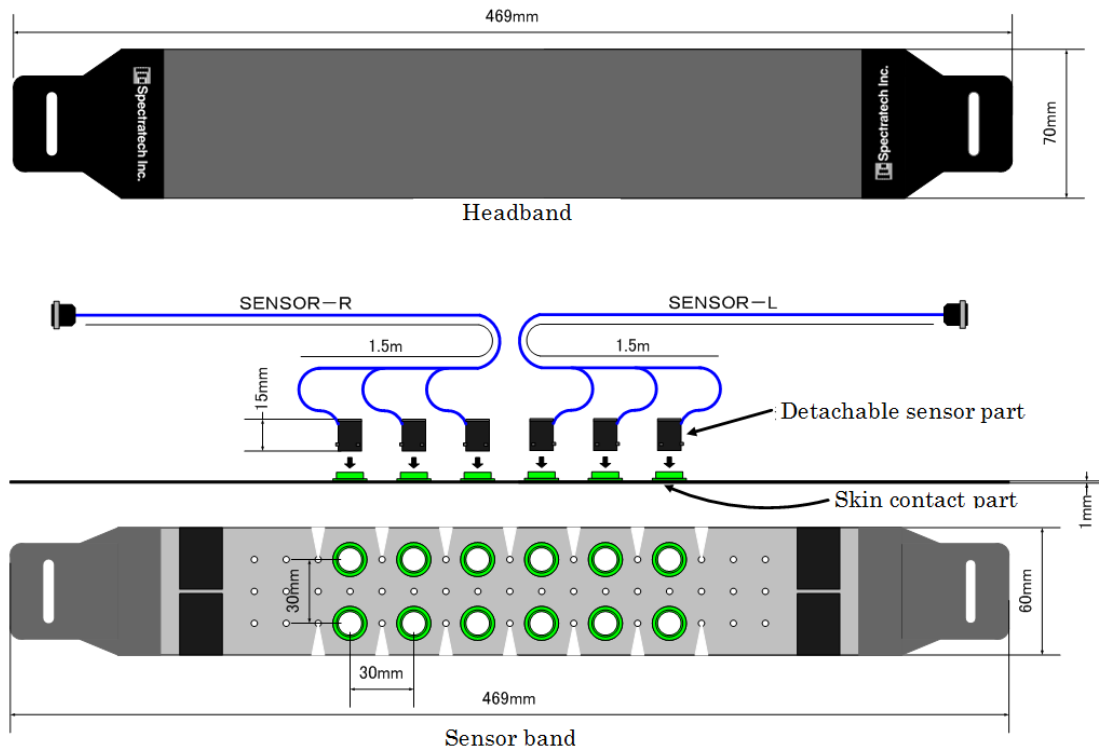 469mm
Spectratech Inc.
Spectratech Inc.
70mm
Headband
SENSOR-R
SENSOR-L
1.5m
1.5m
15mm
Detachable sensor part
Skin contact part
1mm
30mm
60mm
30mm
469mm
Sensor band